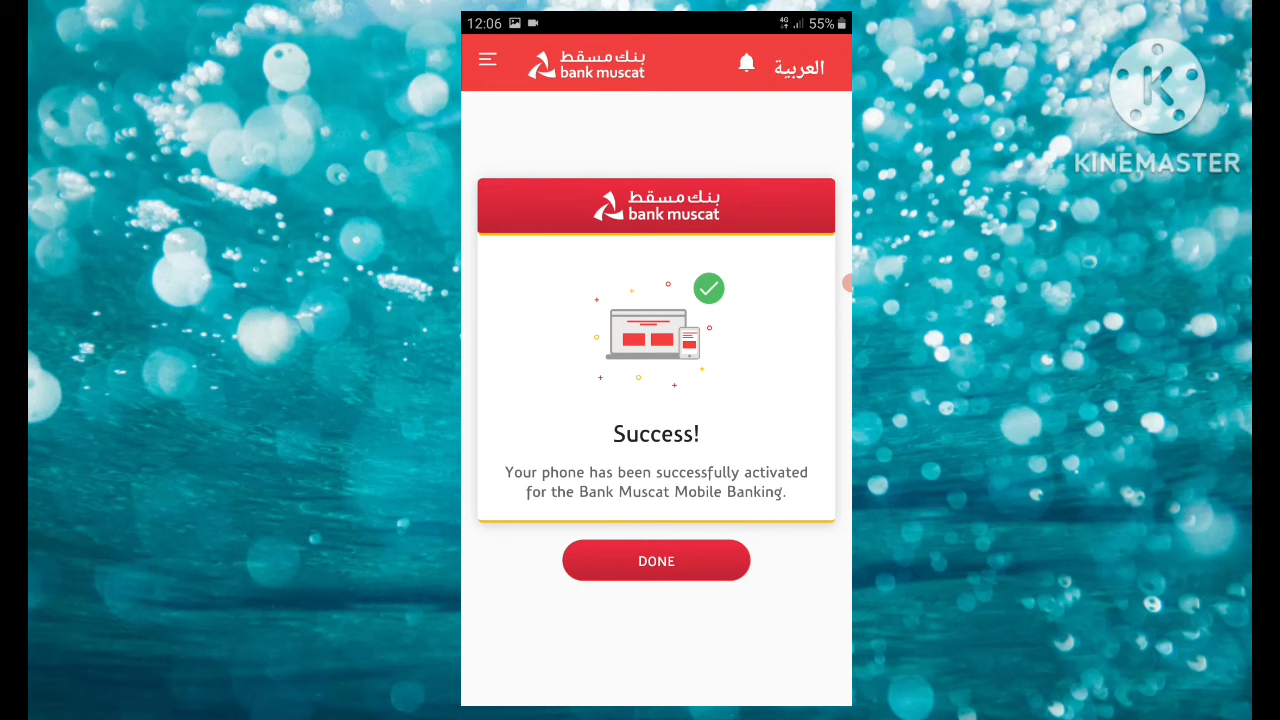 12:06
4G
55%
بنك مسقط
bank muscat
العربية
K
KINEMASTER
بنك مسقط
bank muscat
Success!
Your phone has been successfully activated
for the Bank Muscat Mobile Banking.
DONE